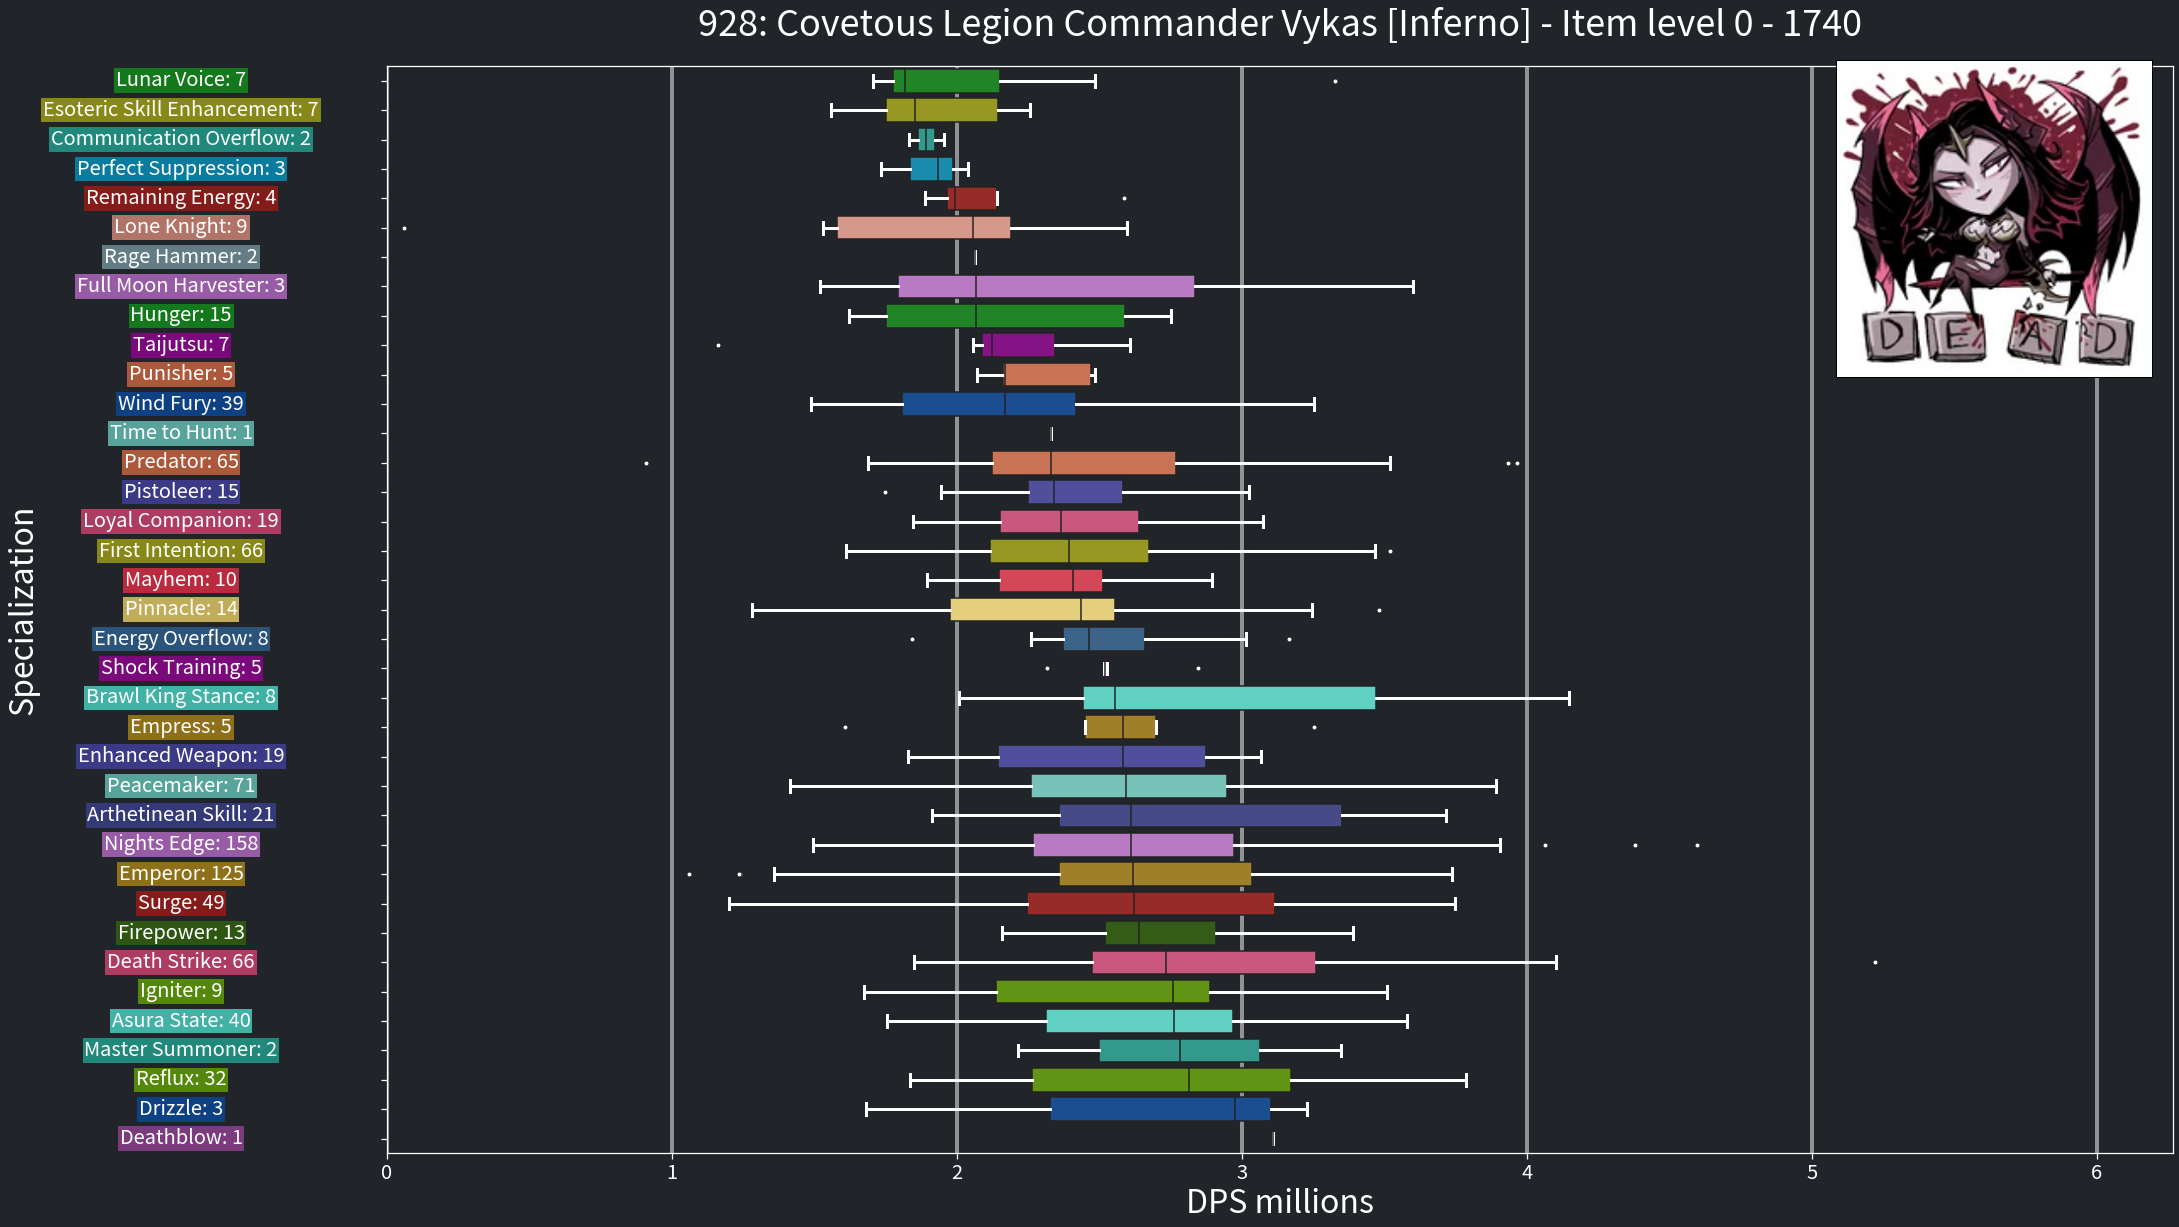 928: Covetous Legion Commander Vykas [Inferno] - Item level 0 - 1740
Lunar Voice: 7
Esoteric Skill Enhancement: 7
Communication Overflow: 2
Perfect Suppression: 3
Remaining Energy: 4
Lone Knight: 9
Rage Hammer: 2
Full Moon Harvester: 3
Hunger: 15
Taijutsu: 7
Punisher: 5
Wind Fury: 39
Time to Hunt: 1
Predator: 65
Pistoleer: 15
Loyal Companion: 19
First Intention: 66
Mayhem: 10
Pinnacle: 14
Energy Overflow: 8
Shock Training: 5
Brawl King Stance: 8
Empress: 5
Enhanced Weapon: 19
Peacemaker: 71
Arthetinean Skill: 21
Nights Edge: 158
Emperor: 125
Surge: 49
Firepower: 13
Death Strike: 66
Igniter: 9
Asura State: 40
Master Summoner: 2
Reflux: 32
Drizzle: 3
Deathblow: 1
Specialization
0 1 2 3 4 5 6
DPS millions
D E A D